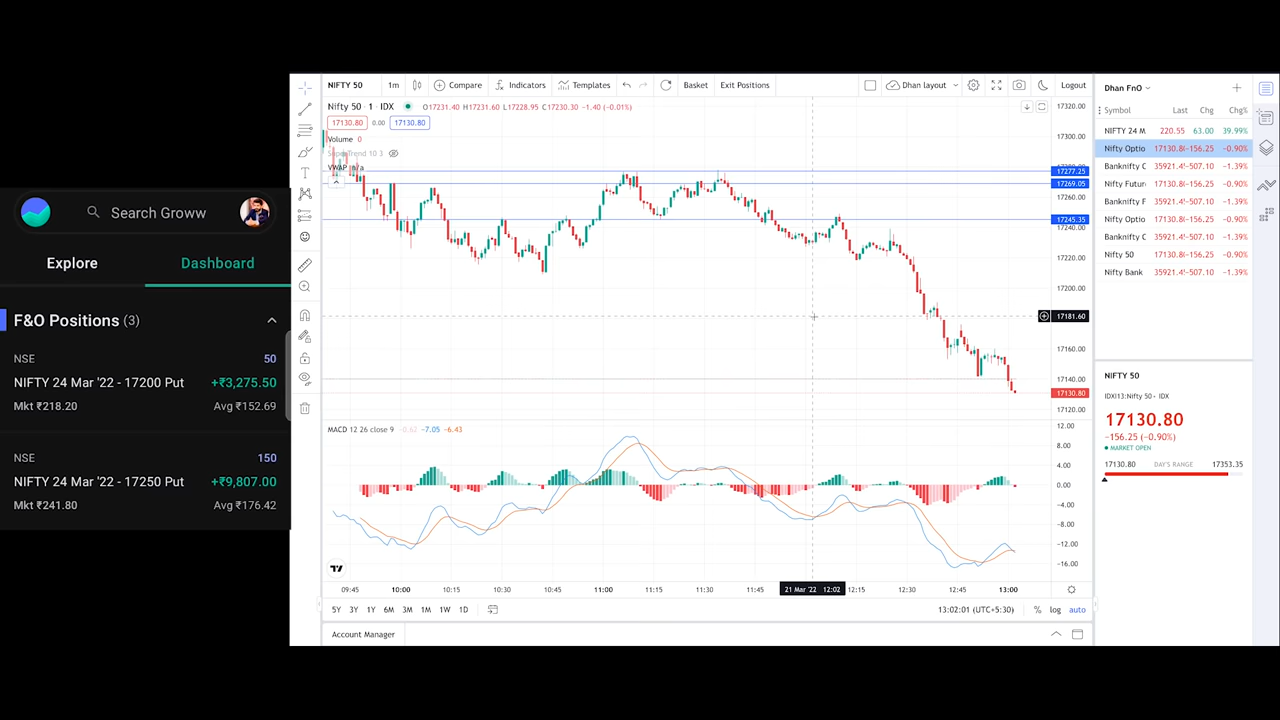 Search Groww
Explore
Dashboard
F&O Positions (3)
NSE 50
NIFTY 24 Mar '22 - 17200 Put +₹3,275.50
Mkt ₹218.20 Avg ₹152.69
NSE 150
NIFTY 24 Mar '22 - 17250 Put +₹9,807.00
Mkt ₹241.80 Avg ₹176.42
NIFTY 50 1m Compare Indicators Templates Basket Exit Positions Dhan layout Logout
Nifty 50 · 1 · IDX O17231.40 H17231.60 L17228.95 C17230.30 -1.40 (-0.01%)
17130.80 0.00 17130.80
Volume 0
SuperTrend 10 3
VWAP n/a
17320.00
17300.00
17277.25
17269.05
17260.00
17245.35
17240.00
17220.00
17200.00
17181.60
17160.00
17140.00
17130.80
17120.00
MACD 12 26 close 9 -0.62 -7.05 -6.43
12.00
8.00
4.00
0.00
-4.00
-8.00
-12.00
-16.00
09:45 10:00 10:15 10:30 10:45 11:00 11:15 11:30 11:45 21 Mar '22 12:02 12:15 12:30 12:45 13:00
5Y 3Y 1Y 6M 3M 1M 1W 1D 13:02:01 (UTC+5:30) % log auto
Account Manager
Dhan FnO
Symbol Last Chg Chg%
NIFTY 24 M 220.55 63.00 39.99%
Nifty Optio 17130.8( -156.25 -0.90%
Banknifty C 35921.4! -507.10 -1.39%
Nifty Futur 17130.8( -156.25 -0.90%
Banknifty F 35921.4! -507.10 -1.39%
Nifty Optio 17130.8( -156.25 -0.90%
Banknifty C 35921.4! -507.10 -1.39%
Nifty 50 17130.8( -156.25 -0.90%
Nifty Bank 35921.4! -507.10 -1.39%
NIFTY 50
IDXI13:Nifty 50 · IDX
17130.80
-156.25 (-0.90%)
MARKET OPEN
17130.80 DAY'S RANGE 17353.35